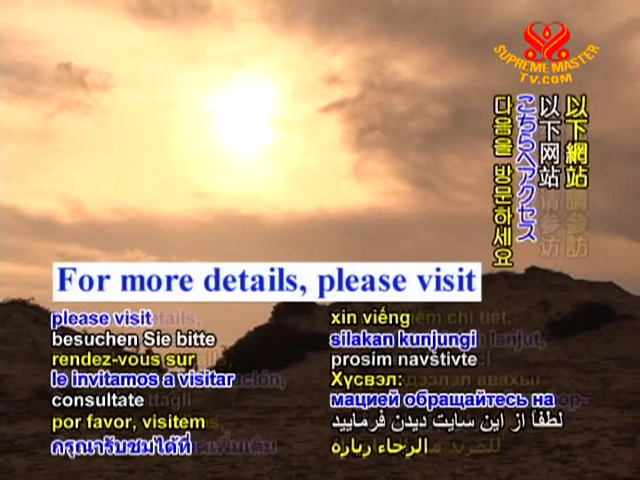 SUPREME MASTER
TV.COM
以下網站
以下网站
こちらへアクセス
다음을 방문하세요
For more details, please visit
please visit
besuchen Sie bitte
rendez-vous sur
le invitamos a visitar
consultate
por favor, visitem
กรุณารับชมได้ที่
xin viếng
silakan kunjungi
prosím navštivte
Хүсвэл:
мацией обращайтесь на
لطفاً از این سایت دیدن فرمایید
الرجاء زيارة